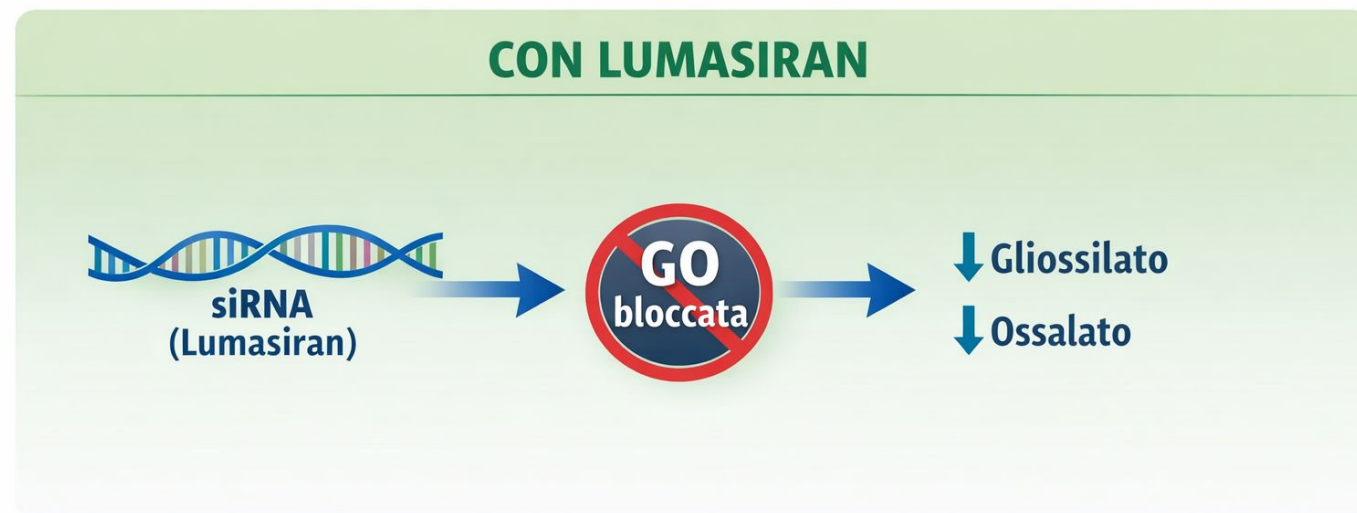 CON LUMASIRAN
siRNA
(Lumasiran)
GO
bloccata
Gliossilato
Ossalato